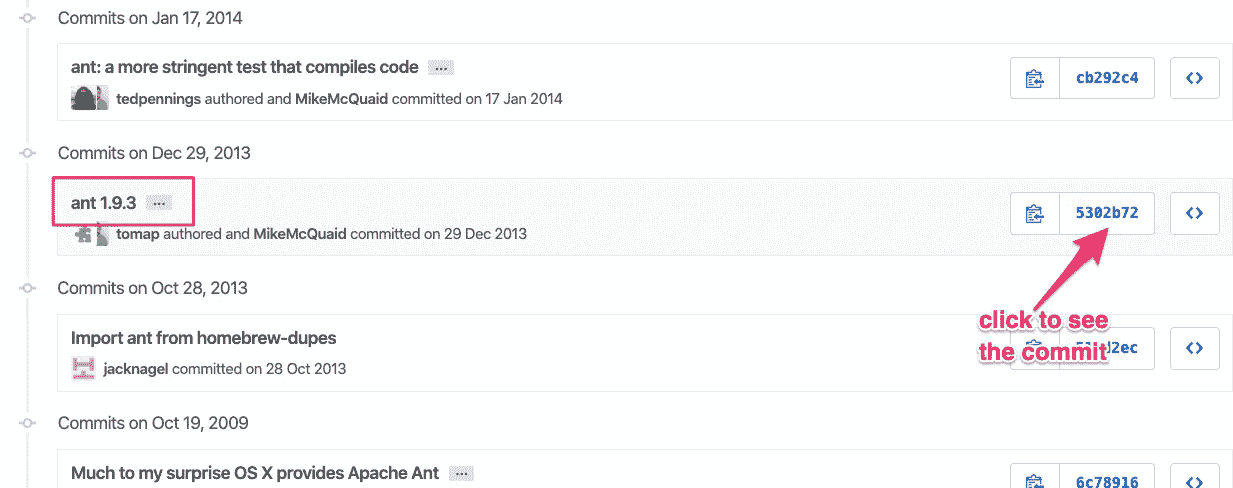 Commits on Jan 17, 2014
ant: a more stringent test that compiles code ...
cb292c4
tedpennings authored and MikeMcQuaid committed on 17 Jan 2014
Commits on Dec 29, 2013
ant 1.9.3 ...
5302b72
tomap authored and MikeMcQuaid committed on 29 Dec 2013
Commits on Oct 28, 2013
click to see
the commit
Import ant from homebrew-dupes
jacknagel committed on 28 Oct 2013
Commits on Oct 19, 2009
Much to my surprise OS X provides Apache Ant ...
6c78916